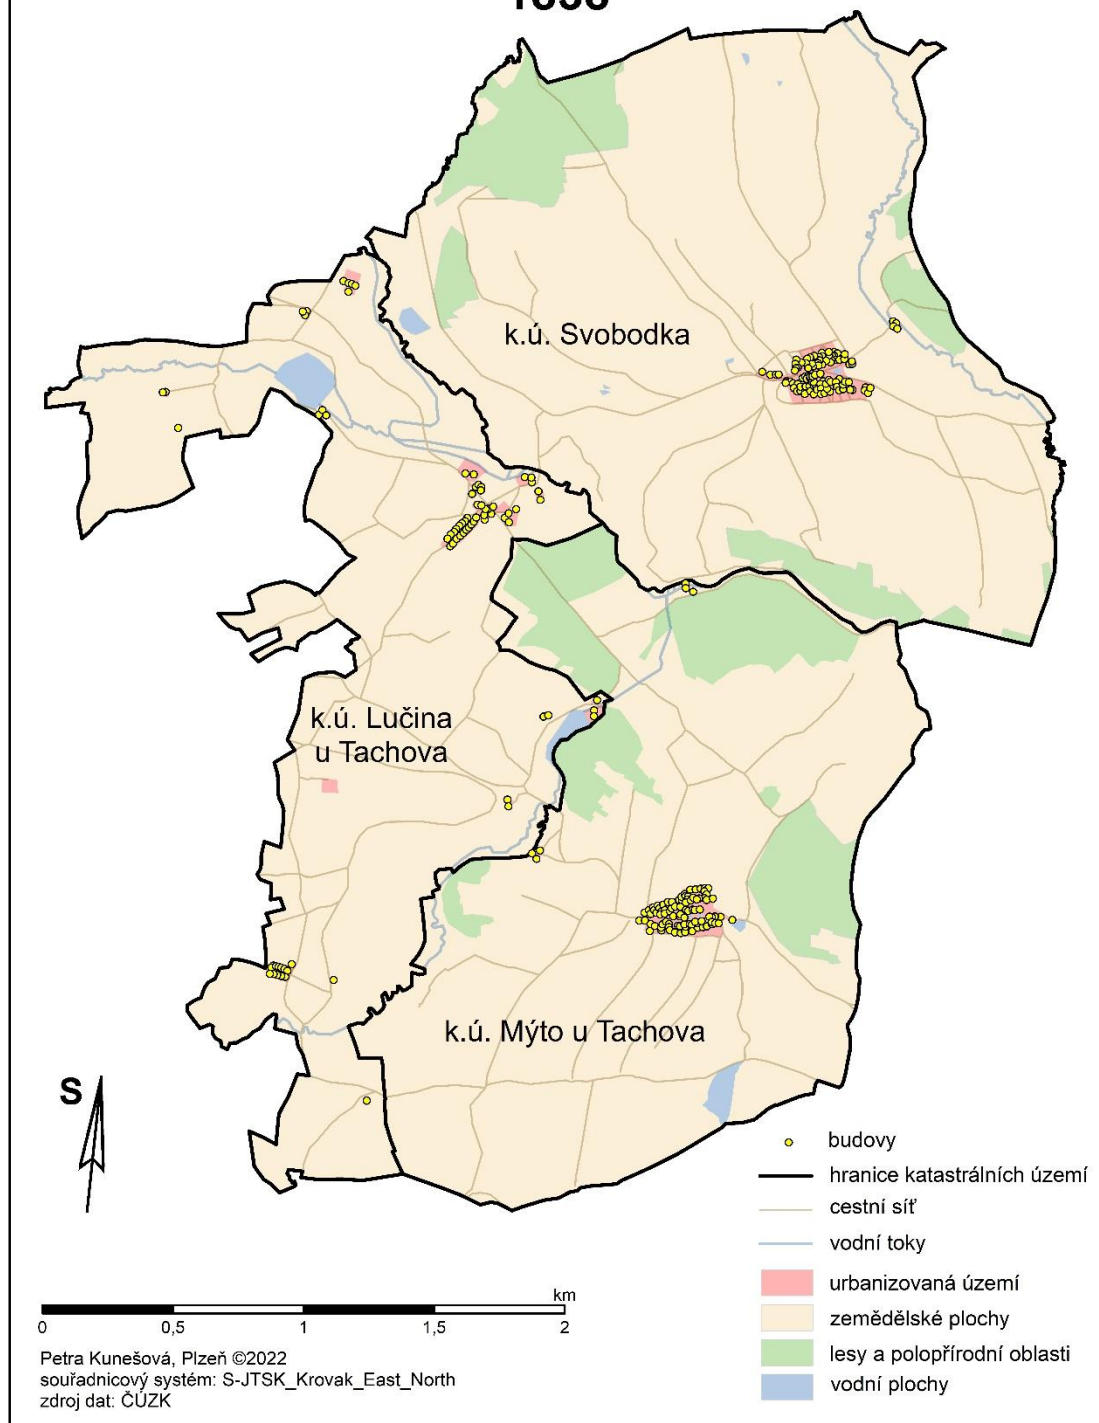 k.ú. Svobodka
k.ú. Lučina
u Tachova
k.ú. Mýto u Tachova
S
budovy
hranice katastrálních území
cestní síť
vodní toky
urbanizovaná území
zemědělské plochy
lesy a polopřírodní oblasti
vodní plochy
km
0 0,5 1 1,5 2
Petra Kunešová, Plzeň ©2022
souřadnicový systém: S-JTSK_Krovak_East_North
zdroj dat: ČÚZK